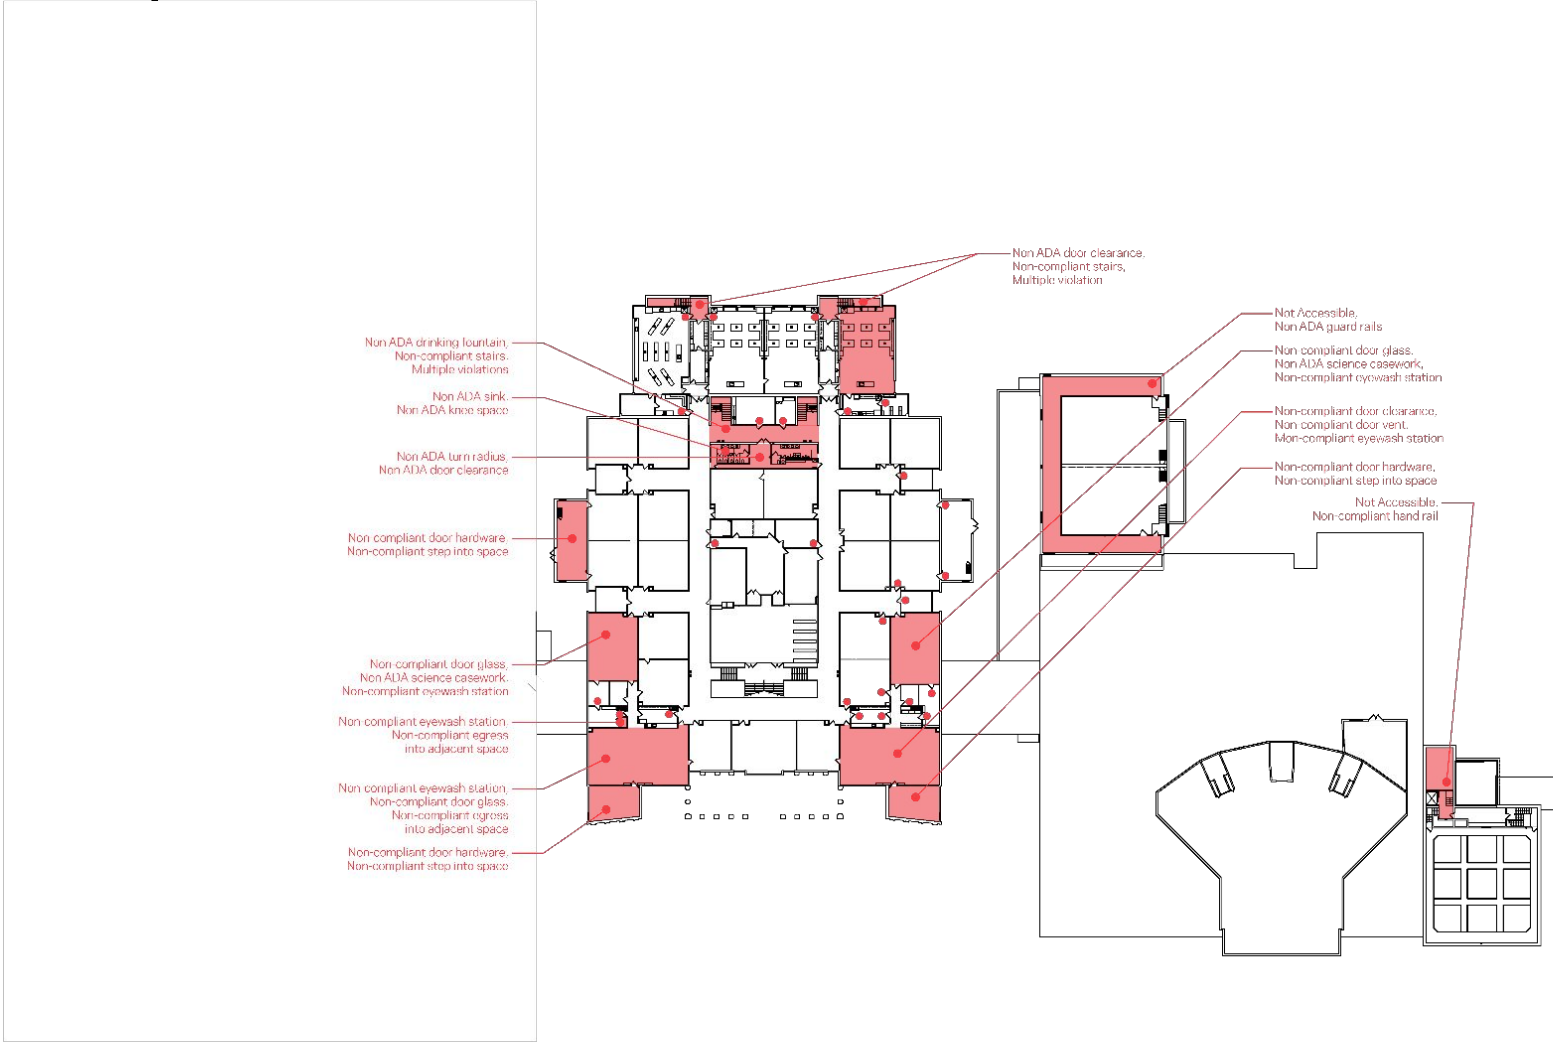 Non ADA door clearance,
Non-compliant stairs,
Multiple violation
Not Accessible,
Non ADA guard rails
Non-compliant door glass,
Non ADA science casework,
Non-compliant eyewash station
Non-compliant door clearance,
Non-compliant door vent,
Mon-compliant eyewash station
Non-compliant door hardware,
Non-compliant step into space
Not Accessible,
Non-compliant hand rail
Non ADA drinking fountain,
Non-compliant stairs,
Multiple violations
Non ADA sink,
Non ADA knee space
Non ADA turn radius,
Non ADA door clearance
Non-compliant door hardware,
Non-compliant step into space
Non-compliant door glass,
Non ADA science casework,
Non-compliant eyewash station
Non-compliant eyewash station,
Non-compliant egress
into adjacent space
Non compliant eyewash station,
Non-compliant door glass,
Non-compliant egress
into adjacent space
Non-compliant door hardware,
Non-compliant step into space